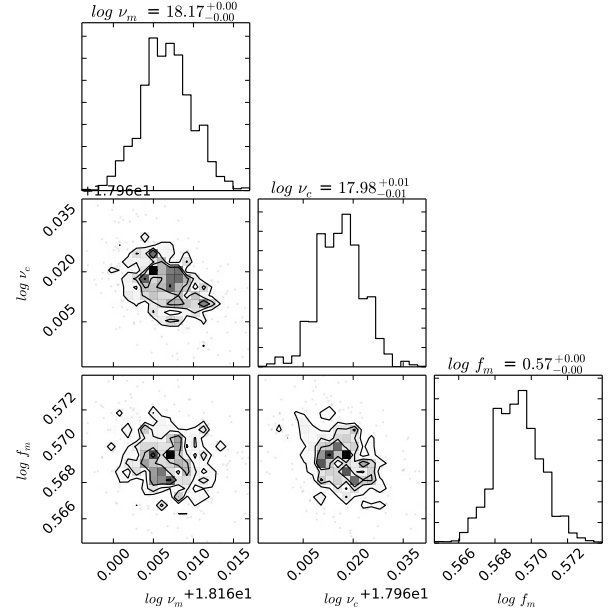 log ν_m = 18.17^{+0.00}_{-0.00}
+1.796e1
log ν_c = 17.98^{+0.01}_{-0.01}
0.035
0.020
0.005
log ν_c
log f_m = 0.57^{+0.00}_{-0.00}
0.572
0.570
0.568
0.566
log f_m
0.000 0.005 0.010 0.015
+1.816e1
log ν_m
0.005 0.020 0.035
+1.796e1
log ν_c
0.566 0.568 0.570 0.572
log f_m